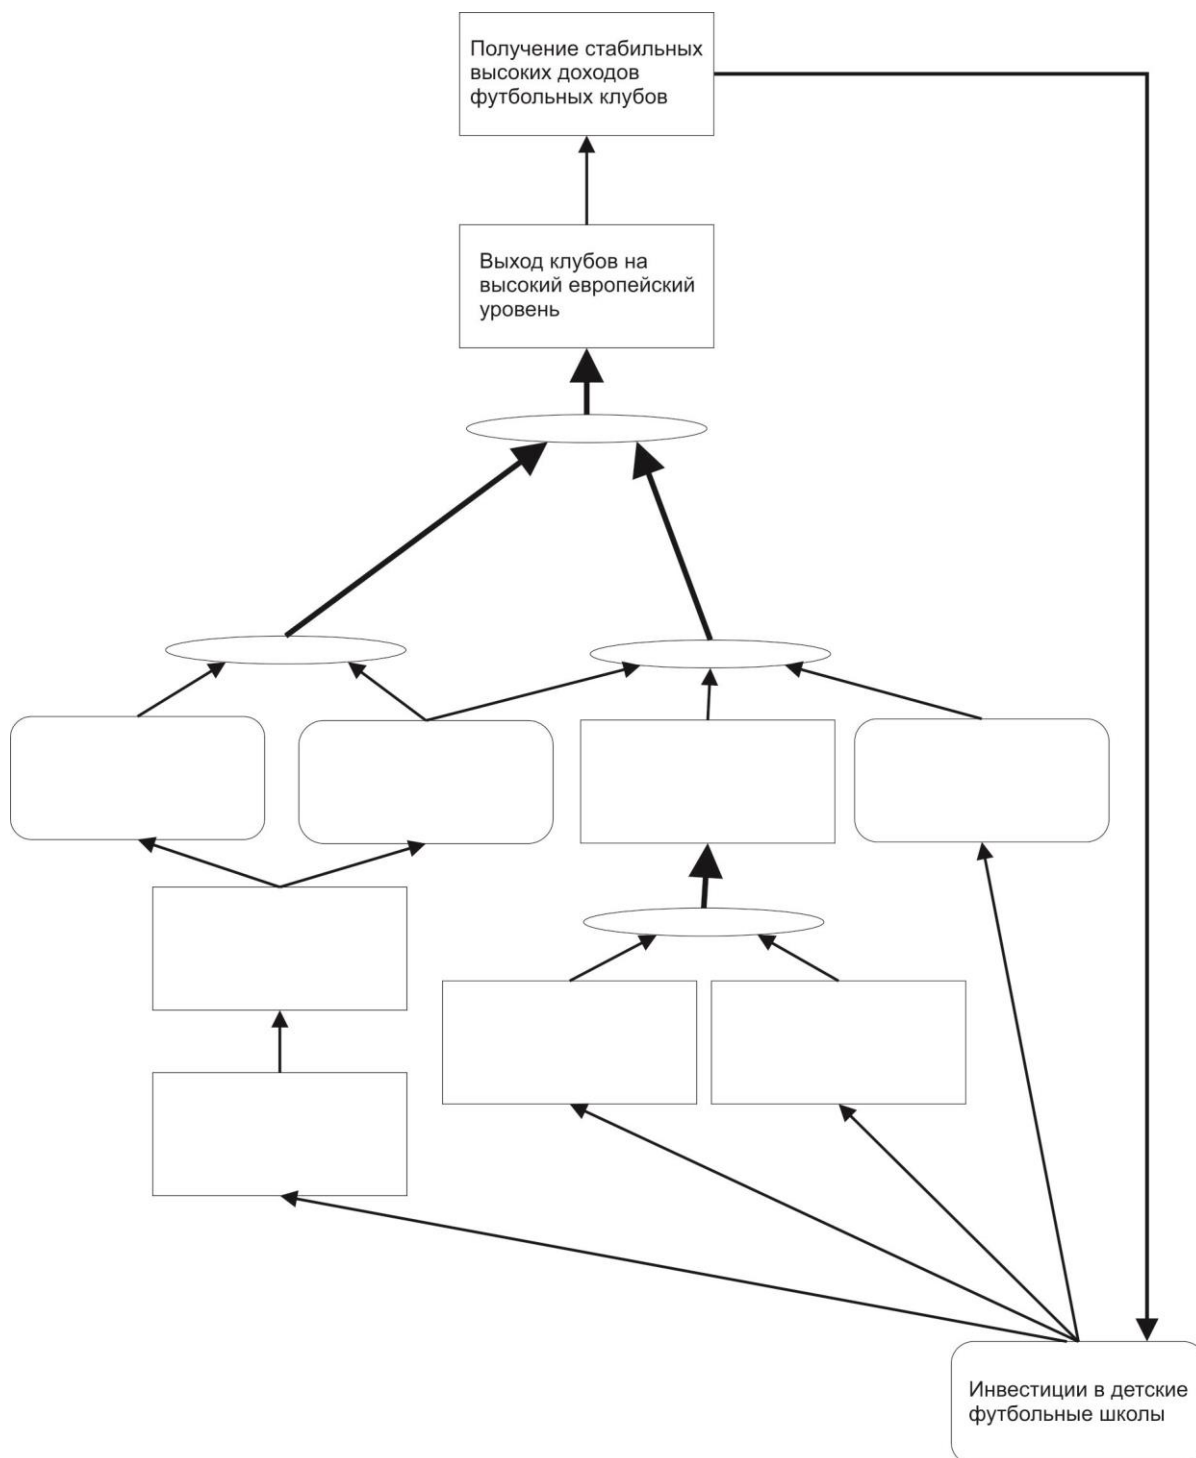 Получение стабильных
высоких доходов
футбольных клубов
Выход клубов на
высокий европейский
уровень
Инвестиции в детские
футбольные школы